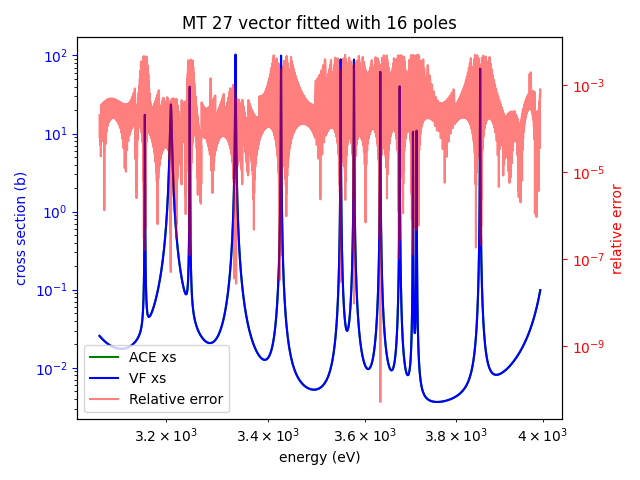 MT 27 vector fitted with 16 poles
cross section (b)
10²
10¹
10⁰
10⁻¹
10⁻²
10⁻³
10⁻⁵
10⁻⁷
10⁻⁹
relative error
ACE xs
VF xs
Relative error
3.2 × 10³ 3.4 × 10³ 3.6 × 10³ 3.8 × 10³ 4 × 10³
energy (eV)